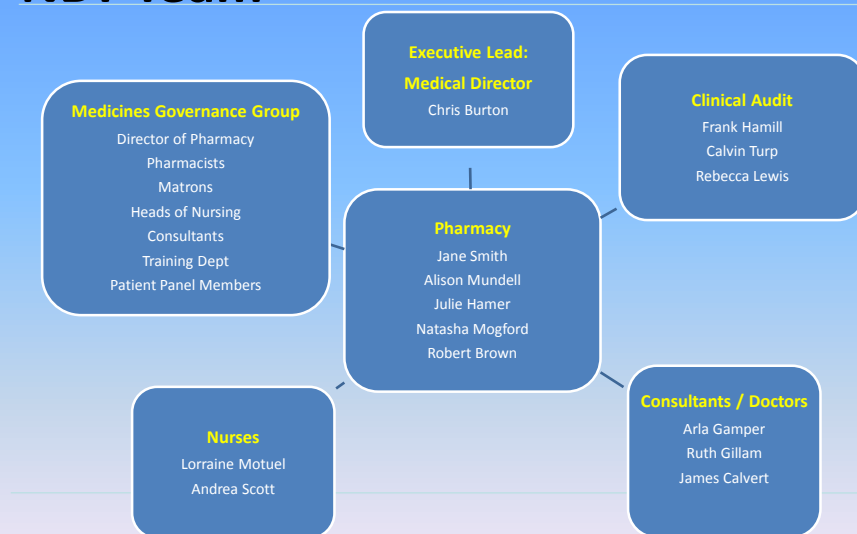 Executive Lead:
Medical Director
Chris Burton
Medicines Governance Group
Director of Pharmacy
Pharmacists
Matrons
Heads of Nursing
Consultants
Training Dept
Patient Panel Members
Clinical Audit
Frank Hamill
Calvin Turp
Rebecca Lewis
Pharmacy
Jane Smith
Alison Mundell
Julie Hamer
Natasha Mogford
Robert Brown
Nurses
Lorraine Motuel
Andrea Scott
Consultants / Doctors
Arla Gamper
Ruth Gillam
James Calvert